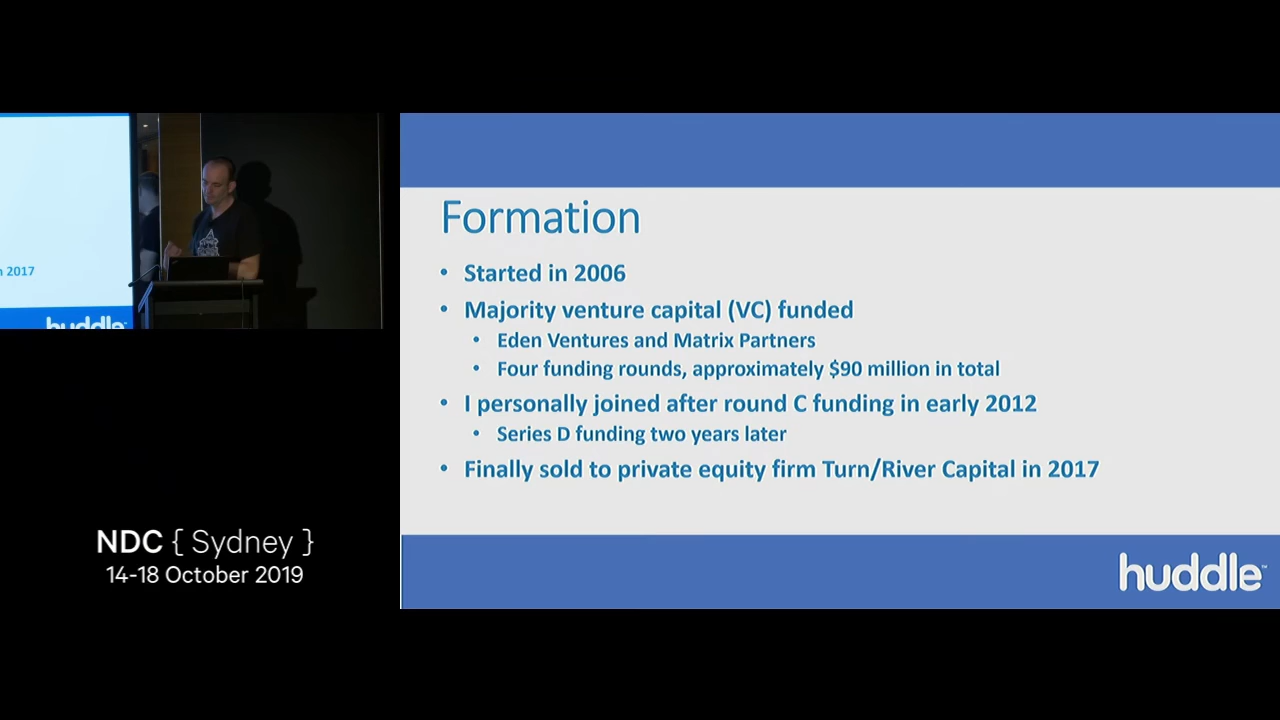 n 2017
huddle
Formation
• Started in 2006
• Majority venture capital (VC) funded
• Eden Ventures and Matrix Partners
• Four funding rounds, approximately $90 million in total
• I personally joined after round C funding in early 2012
• Series D funding two years later
• Finally sold to private equity firm Turn/River Capital in 2017
NDC { Sydney }
14-18 October 2019
huddle™